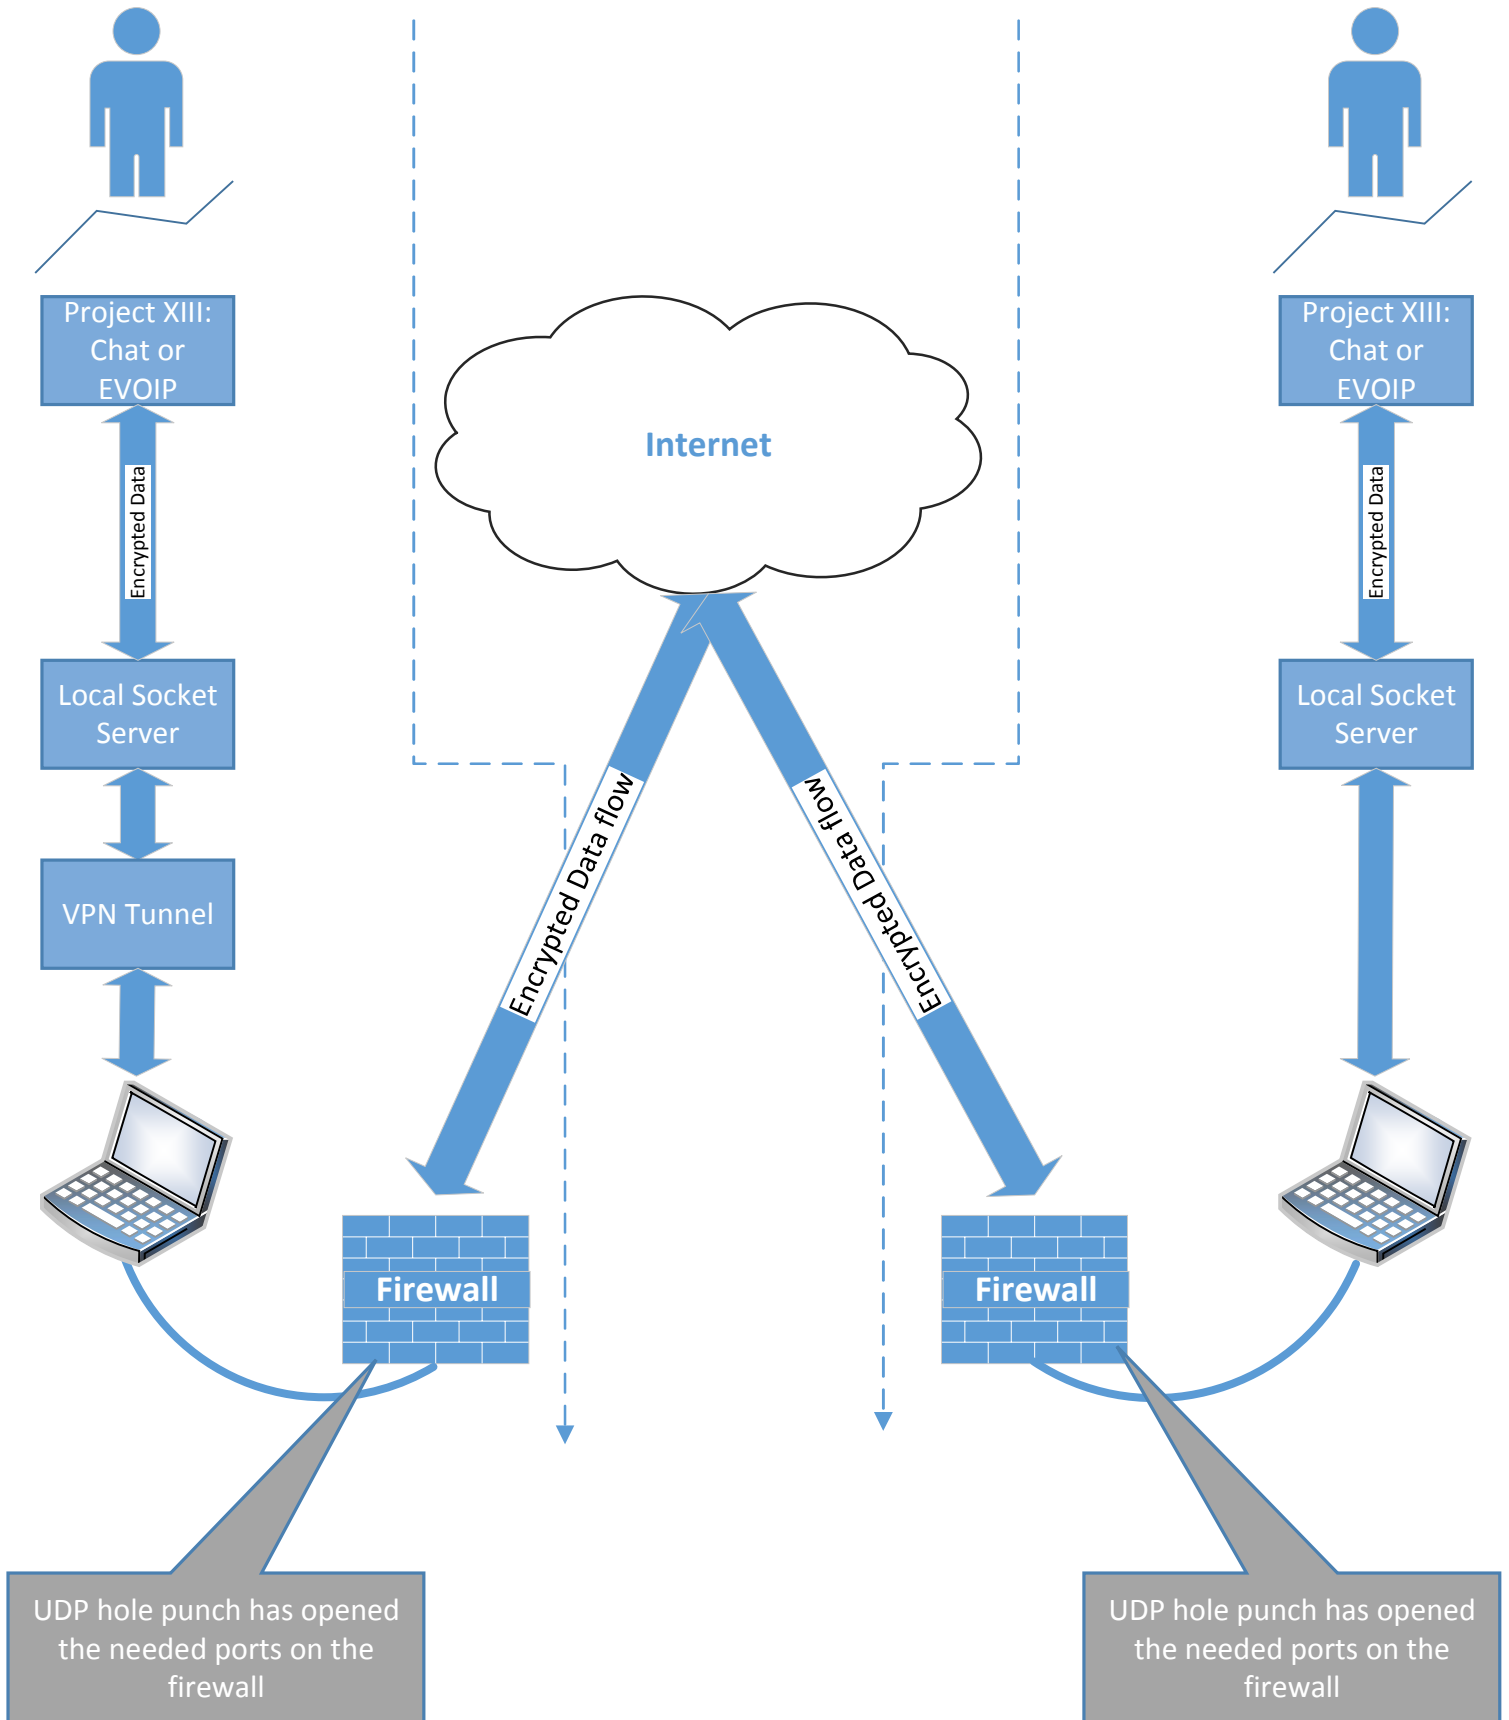 Project XIII:
Chat or
EVOIP
Project XIII:
Chat or
EVOIP
Internet
Encrypted Data
Encrypted Data
Local Socket
Server
Local Socket
Server
Encrypted Data flow
Encrypted Data flow
VPN Tunnel
Firewall
Firewall
UDP hole punch has opened
the needed ports on the
firewall
UDP hole punch has opened
the needed ports on the
firewall